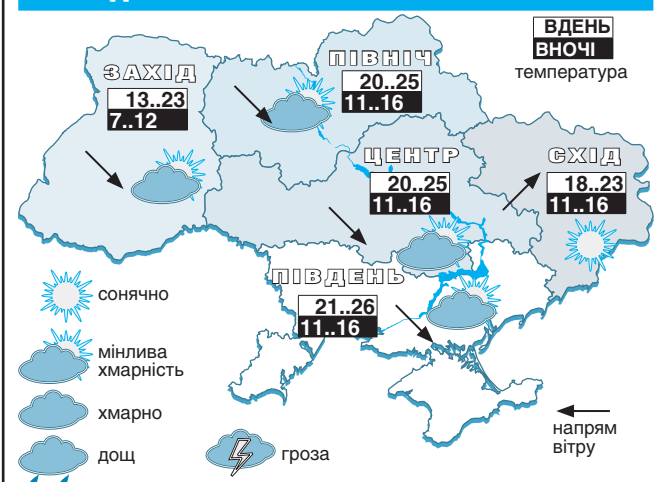 ВДЕНЬ
ВНОЧІ
температура
ПІВНІЧ
20..25
11..16
ЗАХІД
13..23
7..12
ЦЕНТР
20..25
11..16
СХІД
18..23
11..16
ПІВДЕНЬ
21..26
11..16
сонячно
мінлива
хмарність
хмарно
дощ
гроза
напрям
вітру